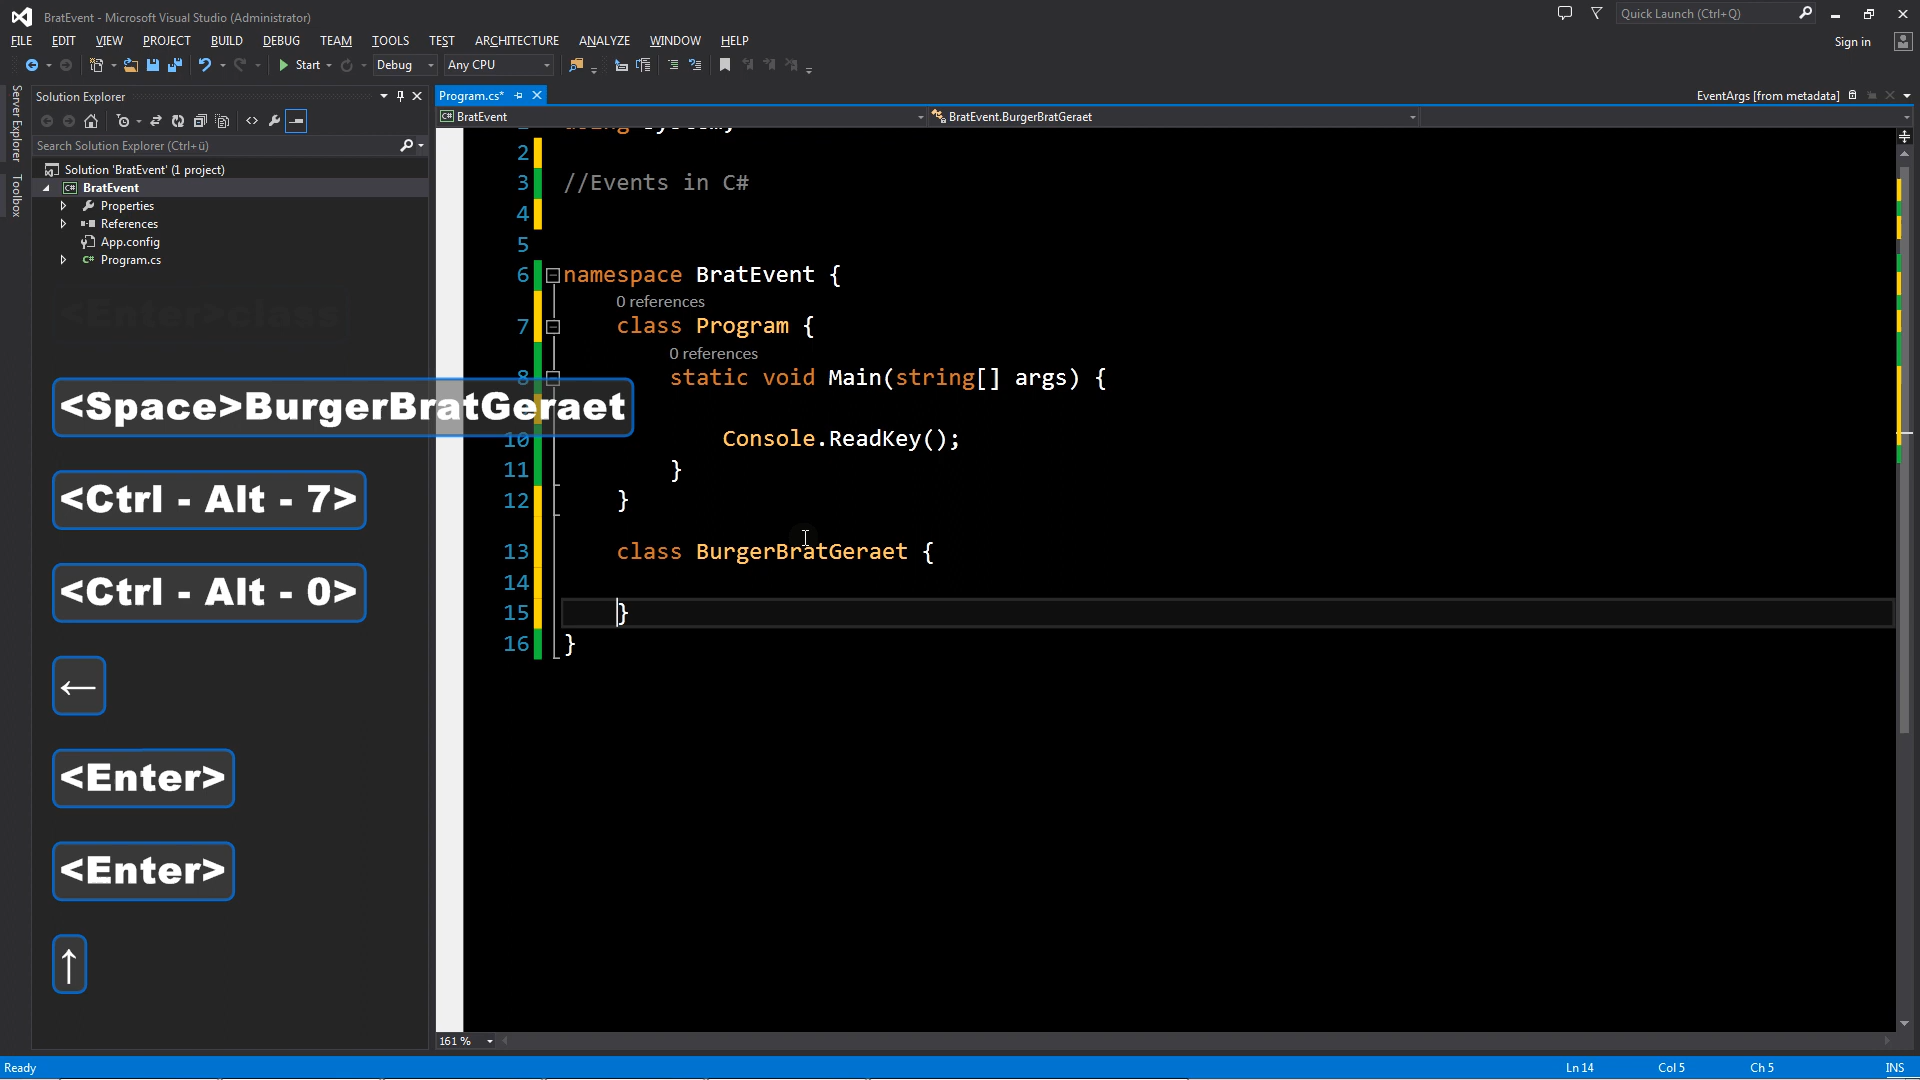 BratEvent - Microsoft Visual Studio (Administrator)
Quick Launch (Ctrl+Q)
FILE EDIT VIEW PROJECT BUILD DEBUG TEAM TOOLS TEST ARCHITECTURE ANALYZE WINDOW HELP
Sign in
Start Debug Any CPU
Server Explorer
Toolbox
Solution Explorer
Search Solution Explorer (Ctrl+ü)
Solution 'BratEvent' (1 project)
C# BratEvent
Properties
References
App.config
C# Program.cs
<Enter>class
<Space>BurgerBratGeraet
<Ctrl - Alt - 7>
<Ctrl - Alt - 0>
←
<Enter>
<Enter>
↑
Program.cs*
EventArgs [from metadata]
C# BratEvent
BratEvent.BurgerBratGeraet
2
3 //Events in C#
4
5
6 namespace BratEvent {
0 references
7 class Program {
0 references
8 static void Main(string[] args) {
10 Console.ReadKey();
11 }
12 }
13 class BurgerBratGeraet {
14
15 }
16 }
161 %
Ready
Ln 14 Col 5 Ch 5 INS